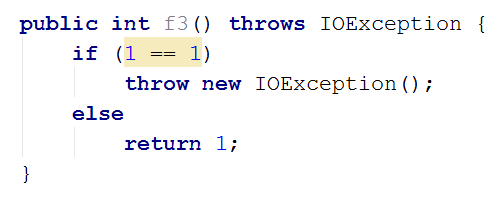 public int f3() throws IOException {
    if (1 == 1)
        throw new IOException();
    else
        return 1;
}